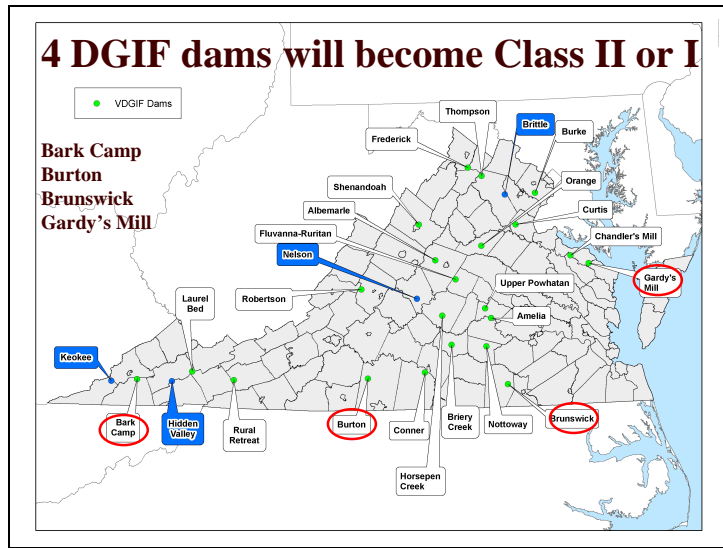 4 DGIF dams will become Class II or I
VDGIF Dams
Bark Camp
Burton
Brunswick
Gardy's Mill
Thompson
Brittle
Frederick
Burke
Orange
Shenandoah
Albemarle
Curtis
Fluvanna-Ruritan
Chandler's Mill
Nelson
Gardy's
Mill
Upper Powhatan
Laurel
Bed
Robertson
Amelia
Keokee
Bark
Camp
Hidden
Valley
Rural
Retreat
Burton
Conner
Briery
Creek
Nottoway
Brunswick
Horsepen
Creek